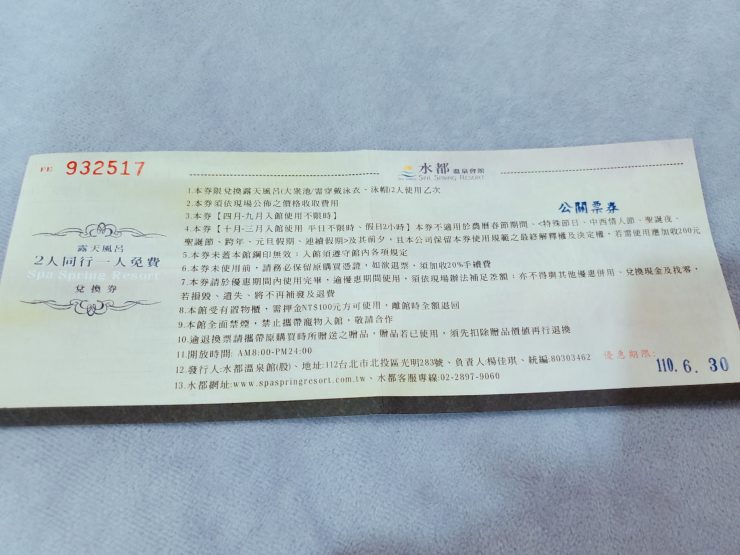 FE 932517
水都 溫泉會館
SPA SPRING RESORT
露天風呂
2人同行一人免費
Spa Spring Resort
兌換券
公關票券
1.本券限兌換露天風呂(大眾池/需穿戴泳衣、泳帽)2人使用乙次
2.本券須依現場公佈之價格收取費用
3.本券【四月-九月入館使用不限時】
4.本券【十月-三月入館使用 平日不限時、假日2小時】本券不適用於農曆春節期間、<特殊節日、中西情人節、聖誕夜、
聖誕節、跨年、元旦假期、連續假期>及其前夕，且本公司保留本券使用規範之最終解釋權及決定權，若需使用應加收200元
5.本券未蓋本館鋼印無效；入館須遵守館內各項規定
6.本券未使用前，請務必保留原購買憑證，如欲退票，須加收20%手續費
7.本券請於優惠期間內使用完畢，逾優惠期間使用，須依現場辦法補足差額；亦不得與其他優惠併用、兌換現金及找零，
若損毀、遺失、將不再補發及退費
8.本館受有置物櫃，需押金NT$100元方可使用，離館時全額退回
9.本館全面禁煙，禁止攜帶寵物入館，敬請合作
10.逾退換票請攜帶原購買時所贈送之贈品，贈品若已使用，須先扣除贈品價值再行退換
11.開放時間: AM8:00-PM24:00
12.發行人:水都溫泉館(股)、地址:112台北市北投區光明283號、負責人:楊佳琪、統編:80303462
13.水都網址:www.spaspringresort.com.tw、水都客服專線:02-2897-9060
優惠期限:
110. 6. 30